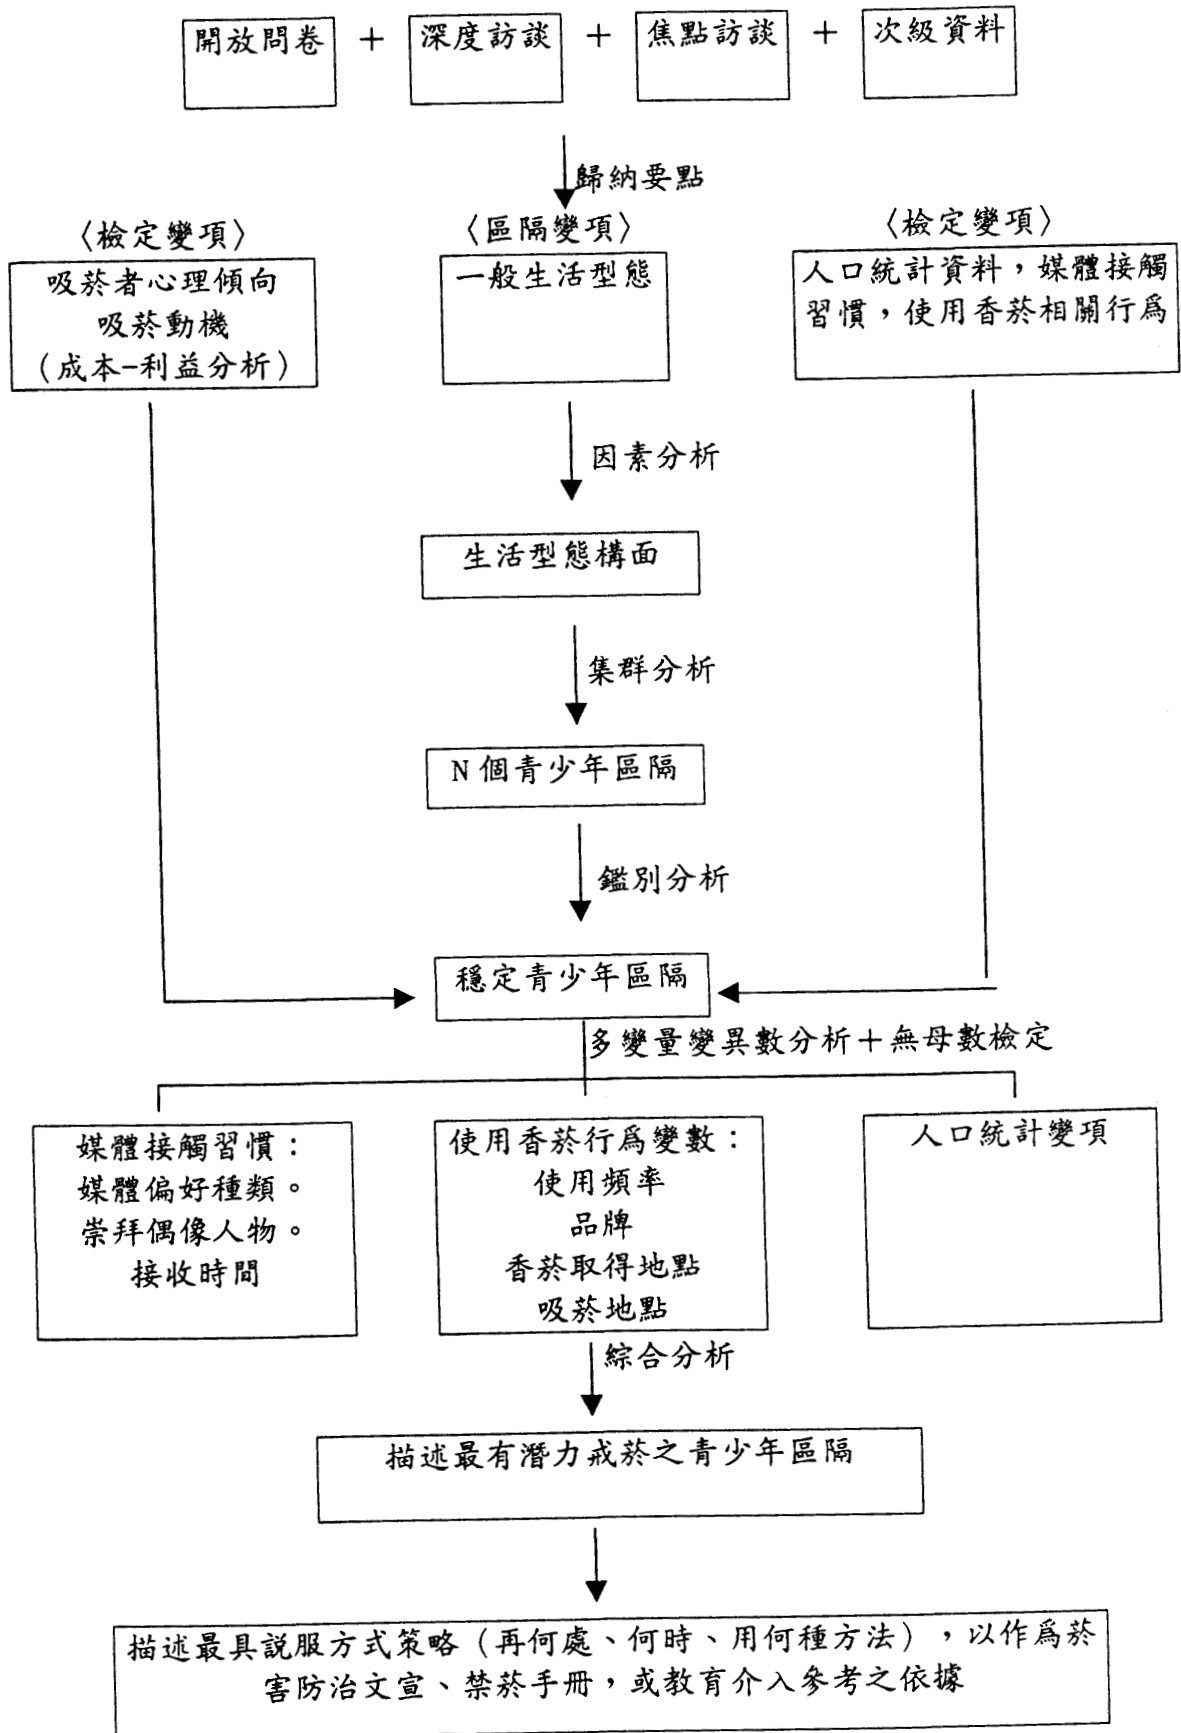 開放問卷 + 深度訪談 + 焦點訪談 + 次級資料
歸納要點
〈檢定變項〉
吸菸者心理傾向
吸菸動機
(成本-利益分析)
〈區隔變項〉
一般生活型態
〈檢定變項〉
人口統計資料，媒體接觸
習慣，使用香菸相關行為
因素分析
生活型態構面
集群分析
N 個青少年區隔
鑑別分析
穩定青少年區隔
多變量變異數分析＋無母數檢定
媒體接觸習慣：
媒體偏好種類。
崇拜偶像人物。
接收時間
使用香菸行為變數：
使用頻率
品牌
香菸取得地點
吸菸地點
人口統計變項
綜合分析
描述最有潛力戒菸之青少年區隔
描述最具說服方式策略（再何處、何時、用何種方法），以作為菸
害防治文宣、禁菸手冊，或教育介入參考之依據